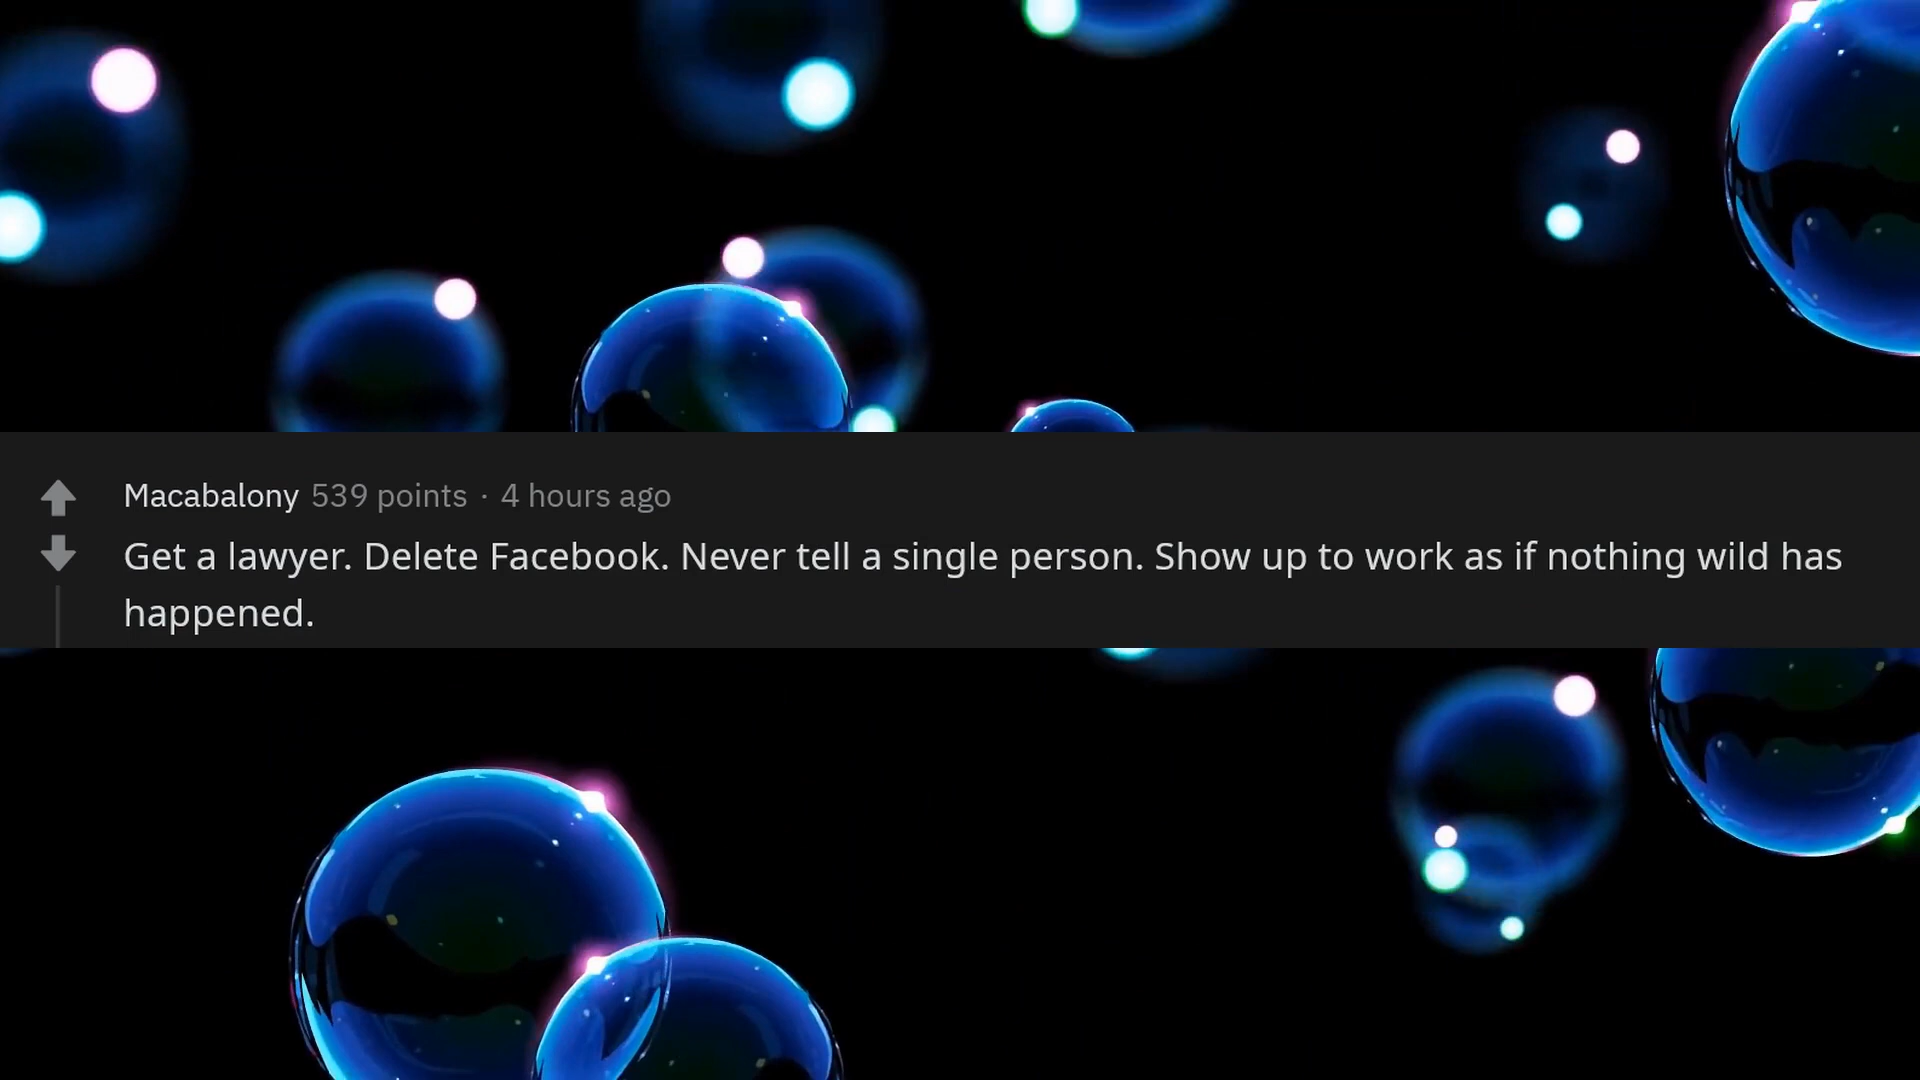 Macabalony 539 points · 4 hours ago
Get a lawyer. Delete Facebook. Never tell a single person. Show up to work as if nothing wild has
happened.